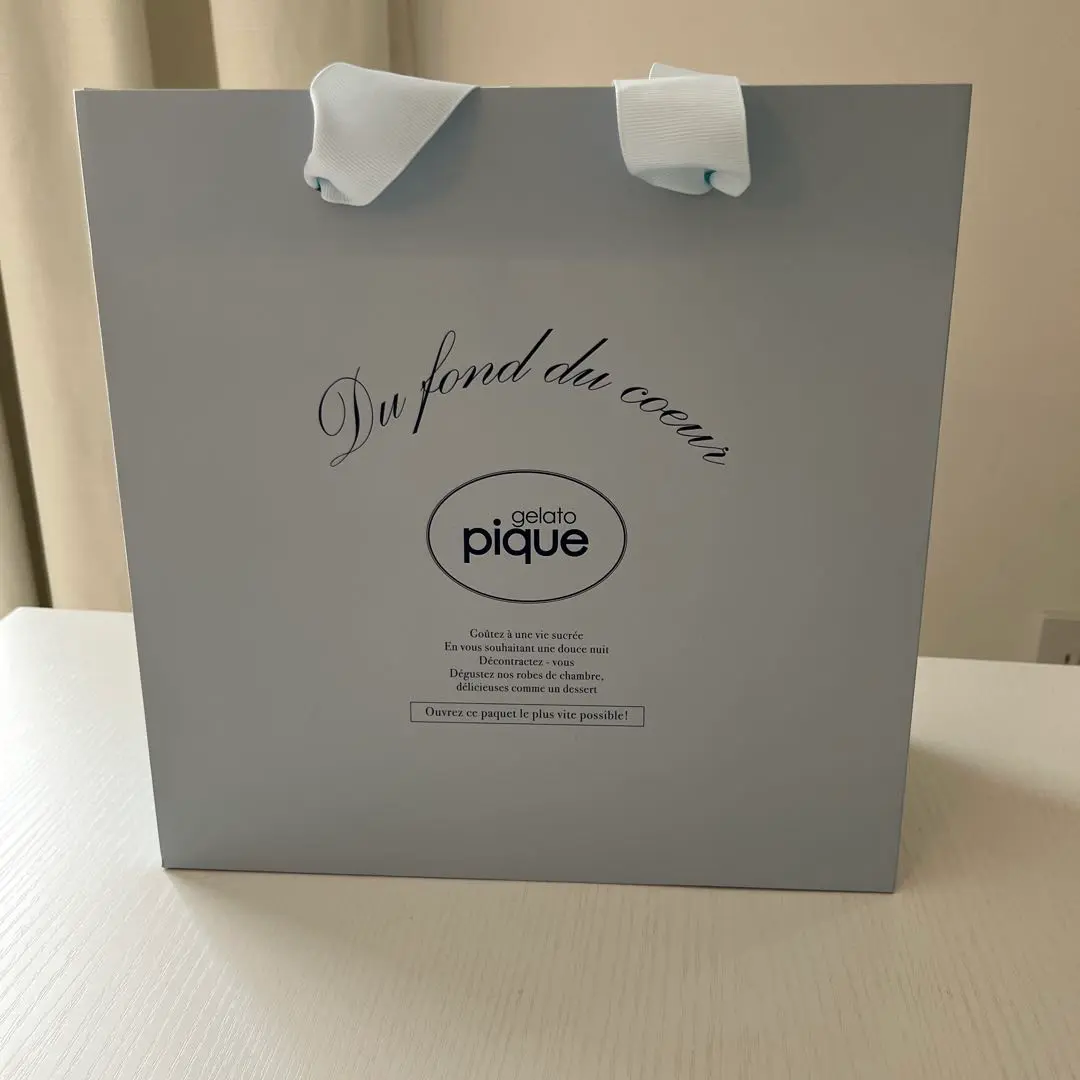 Du fond du coeur
gelato
pique
Goûtez à une vie sucrée
En vous souhaitant une douce nuit
Décontractez - vous
Dégustez nos robes de chambre,
délicieuses comme un dessert
Ouvrez ce paquet le plus vite possible!